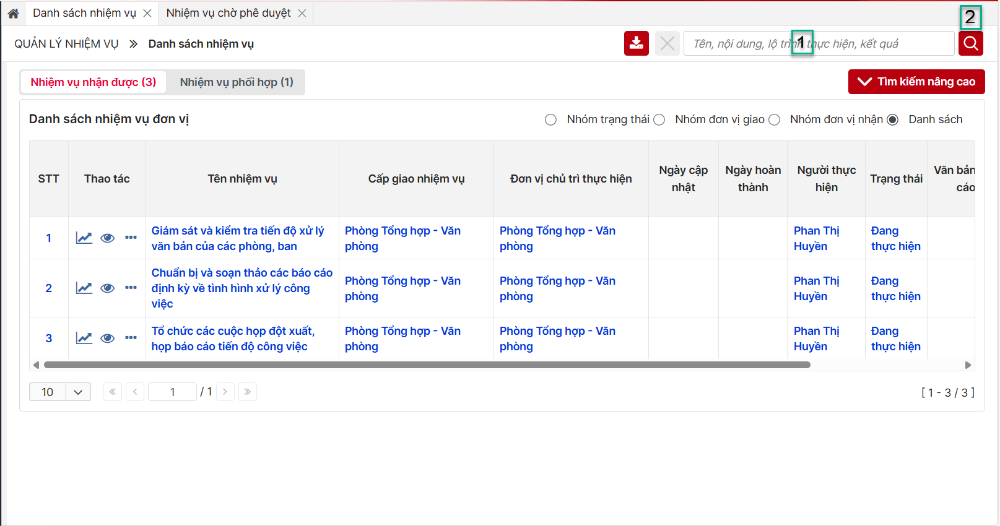 Danh sách nhiệm vụ
Nhiệm vụ chờ phê duyệt
2
QUẢN LÝ NHIỆM VỤ » Danh sách nhiệm vụ
Tên, nội dung, lộ trình thực hiện, kết quả
1
Nhiệm vụ nhận được (3)
Nhiệm vụ phối hợp (1)
Tìm kiếm nâng cao
Danh sách nhiệm vụ đơn vị
Nhóm trạng thái
Nhóm đơn vị giao
Nhóm đơn vị nhận
Danh sách
STT
Thao tác
Tên nhiệm vụ
Cấp giao nhiệm vụ
Đơn vị chủ trì thực hiện
Ngày cập
nhật
Ngày hoàn
thành
Người thực
hiện
Trạng thái
Văn bản
cáo
1
Giám sát và kiểm tra tiến độ xử lý
văn bản của các phòng, ban
Phòng Tổng hợp - Văn
phòng
Phòng Tổng hợp - Văn
phòng
Phan Thị
Huyền
Đang
thực hiện
2
Chuẩn bị và soạn thảo các báo cáo
định kỳ về tình hình xử lý công
việc
Phòng Tổng hợp - Văn
phòng
Phòng Tổng hợp - Văn
phòng
Phan Thị
Huyền
Đang
thực hiện
3
Tổ chức các cuộc họp đột xuất,
họp báo cáo tiến độ công việc
Phòng Tổng hợp - Văn
phòng
Phòng Tổng hợp - Văn
phòng
Phan Thị
Huyền
Đang
thực hiện
10
« ‹ 1 / 1 › »
[ 1 - 3 / 3 ]